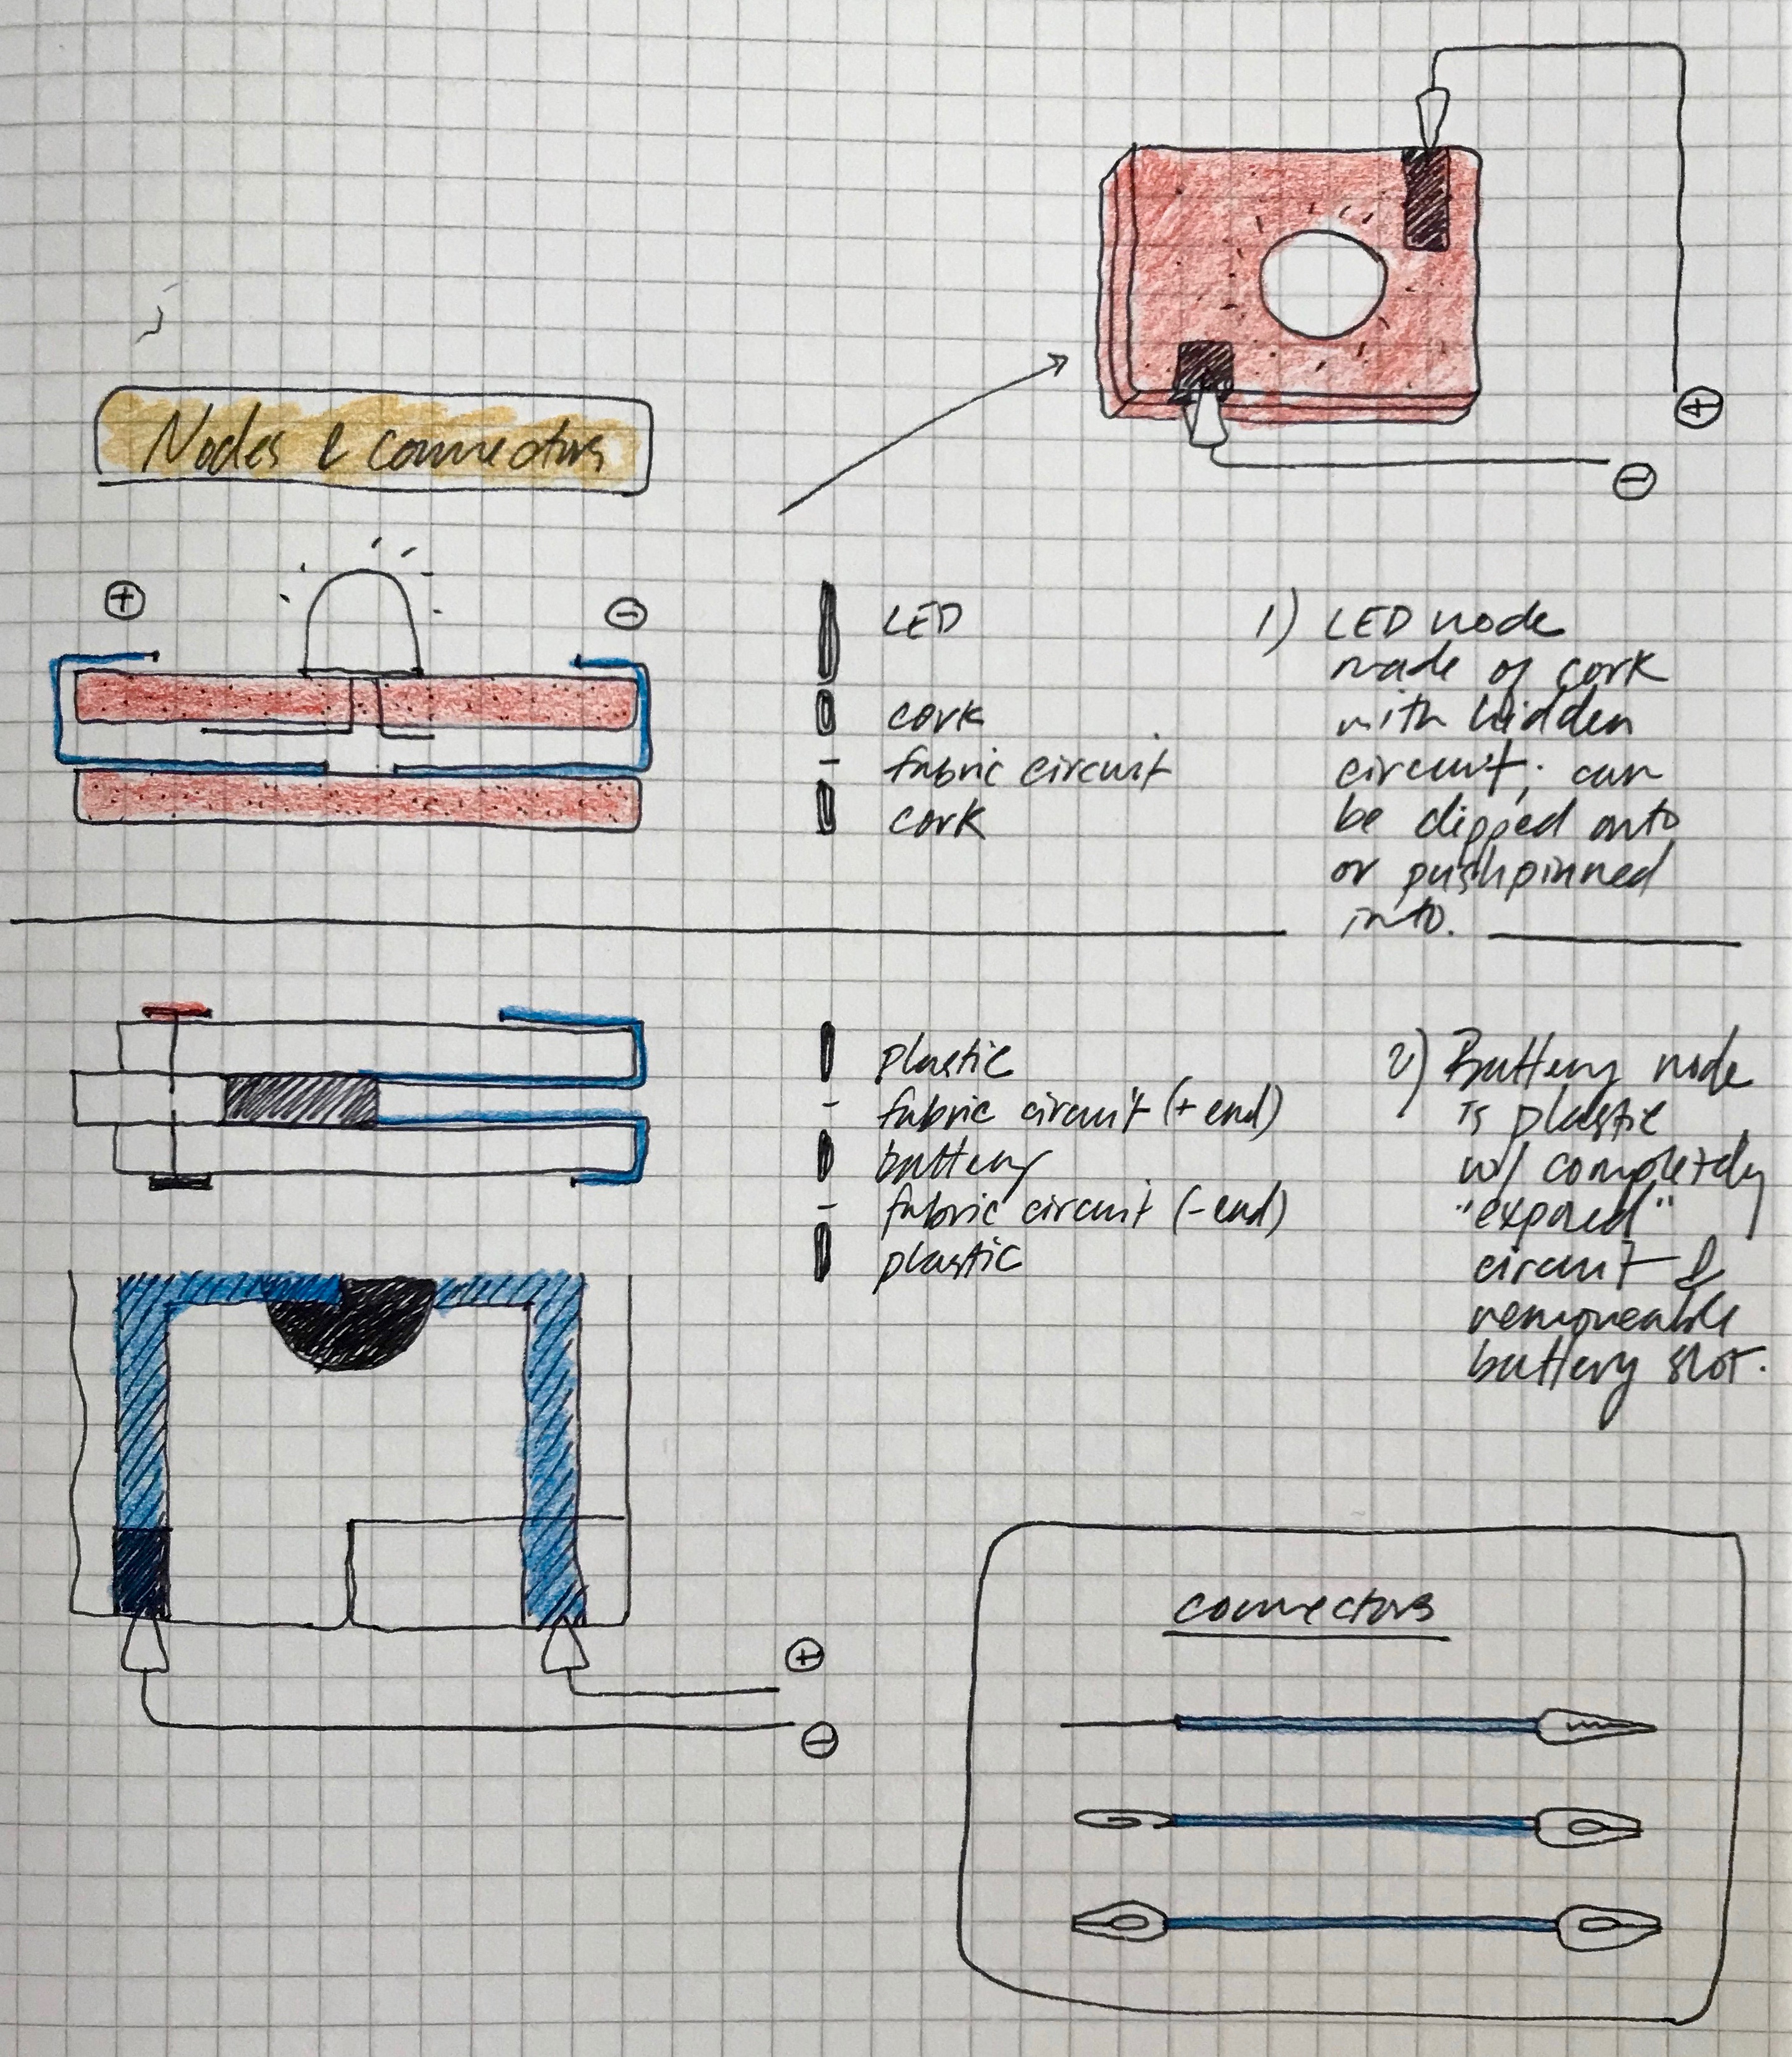 Nodes & connectors
+
-
+
-
LED
cork
- fabric circuit
cork
1) LED node
made of cork
with hidden
circuit; can
be clipped onto
or pushpinned
into.
plastic
- fabric circuit (+ end)
battery
- fabric circuit (- end)
plastic
2) Battery node
is plastic
w/ completely
"exposed"
circuit &
removeable
battery slot.
+
-
connectors